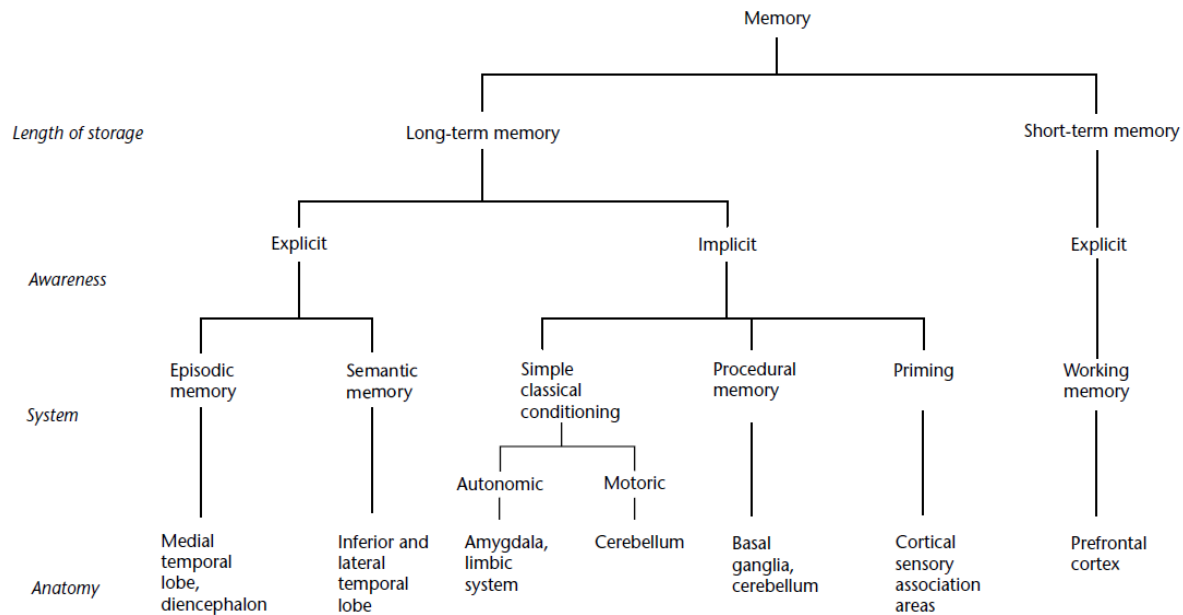 Memory
Length of storage
Long-term memory
Short-term memory
Explicit
Implicit
Explicit
Awareness
Episodic
memory
Semantic
memory
Simple
classical
conditioning
Procedural
memory
Priming
Working
memory
System
Autonomic
Motoric
Medial
temporal
lobe,
diencephalon
Inferior and
lateral
temporal
lobe
Amygdala,
limbic
system
Cerebellum
Basal
ganglia,
cerebellum
Cortical
sensory
association
areas
Prefrontal
cortex
Anatomy